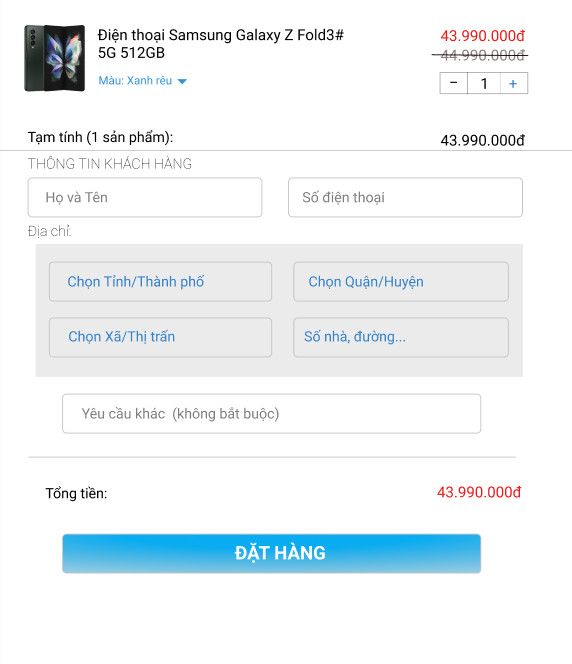 Điện thoại Samsung Galaxy Z Fold3#
5G 512GB
43.990.000đ
44.990.000đ
Màu: Xanh rêu
− 1 +
Tạm tính (1 sản phẩm):
43.990.000đ
THÔNG TIN KHÁCH HÀNG
Họ và Tên
Số điện thoại
Địa chỉ:
Chọn Tỉnh/Thành phố
Chọn Quận/Huyện
Chọn Xã/Thị trấn
Số nhà, đường...
Yêu cầu khác (không bắt buộc)
Tổng tiền:
43.990.000đ
ĐẶT HÀNG